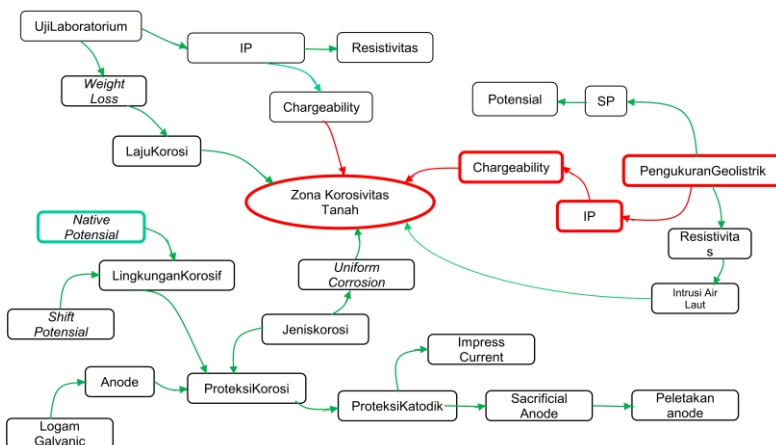 UjiLaboratorium
IP
Resistivitas
Weight
Loss
Chargeability
Potensial
SP
LajuKorosi
Chargeability
PengukuranGeolistrik
Zona Korosivitas
Tanah
IP
Native
Potensial
Resistivita
s
LingkunganKorosif
Uniform
Corrosion
Intrusi Air
Laut
Shift
Potensial
Jeniskorosi
Impress
Current
Anode
ProteksiKorosi
ProteksiKatodik
Sacrificial
Anode
Peletakan
anode
Logam
Galvanic